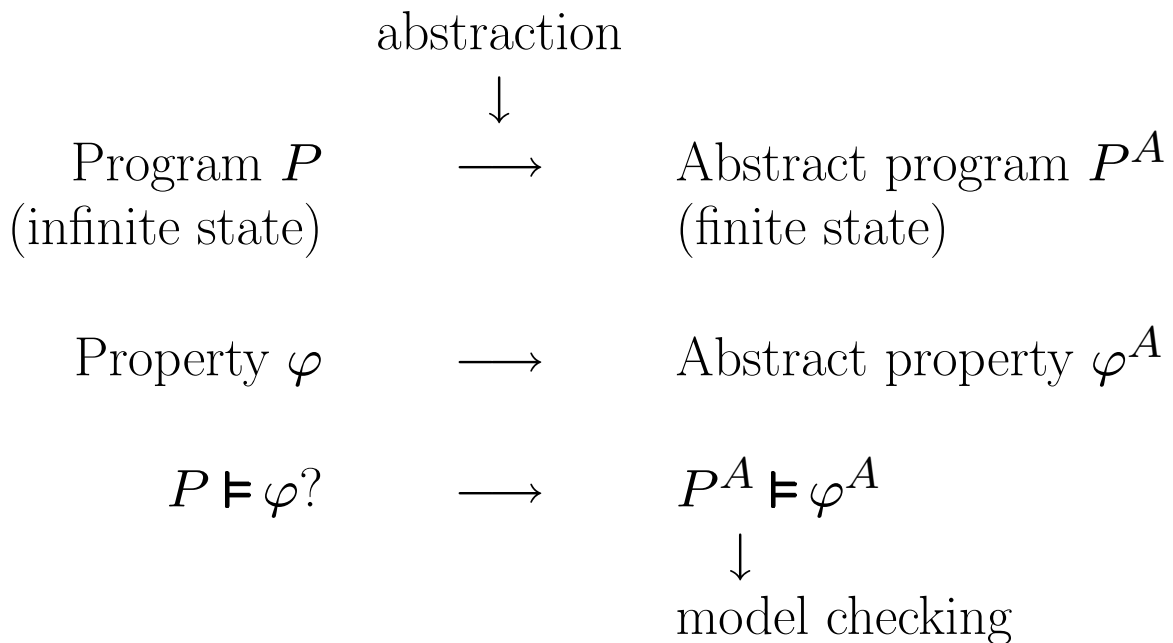 abstraction
↓
Program P ⟶ Abstract program P^A
(infinite state) (finite state)
Property φ ⟶ Abstract property φ^A
P ⊨ φ? ⟶ P^A ⊨ φ^A
↓
model checking